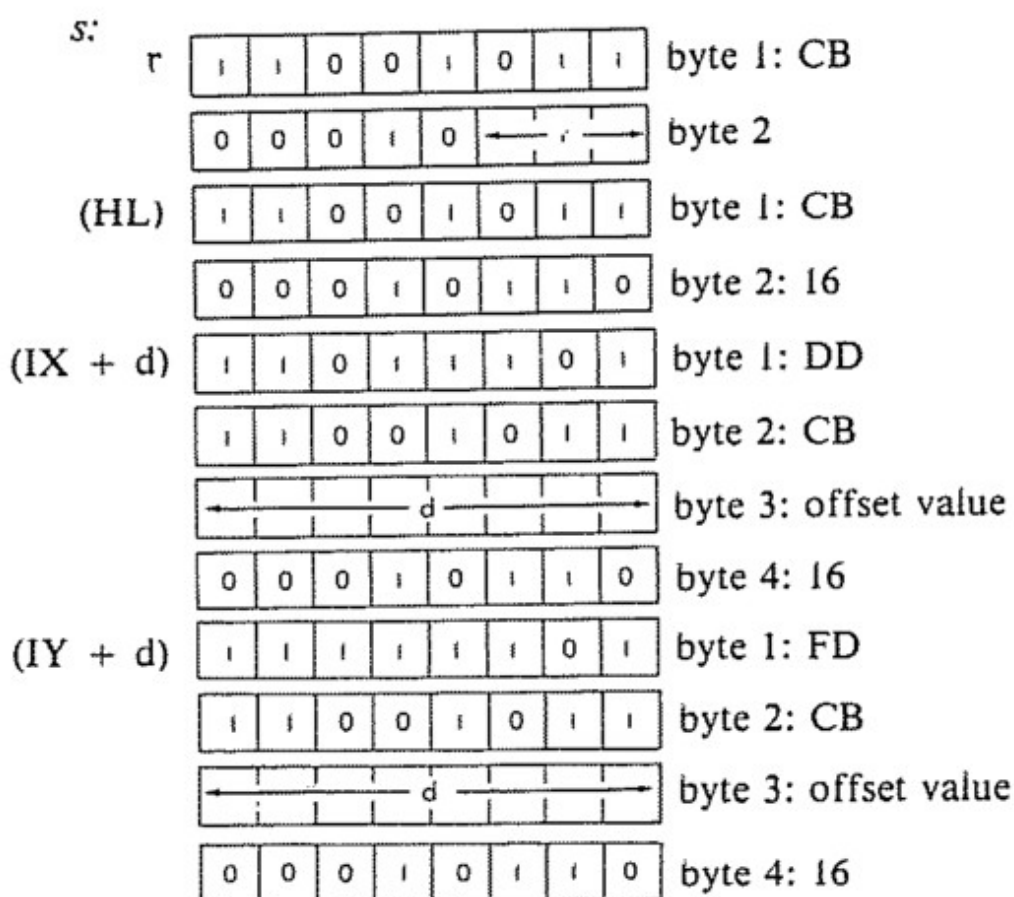 s:
r 1 1 0 0 1 0 1 1 byte 1: CB
0 0 0 1 0 r byte 2
(HL) 1 1 0 0 1 0 1 1 byte 1: CB
0 0 0 1 0 1 1 0 byte 2: 16
(IX + d) 1 1 0 1 1 1 0 1 byte 1: DD
1 1 0 0 1 0 1 1 byte 2: CB
d byte 3: offset value
0 0 0 1 0 1 1 0 byte 4: 16
(IY + d) 1 1 1 1 1 1 0 1 byte 1: FD
1 1 0 0 1 0 1 1 byte 2: CB
d byte 3: offset value
0 0 0 1 0 1 1 0 byte 4: 16